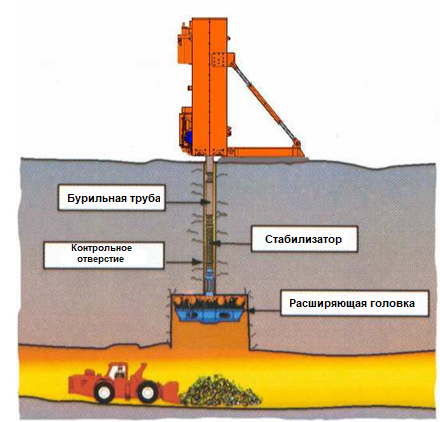 Бурильная труба
Стабилизатор
Контрольное
отверстие
Расширяющая головка